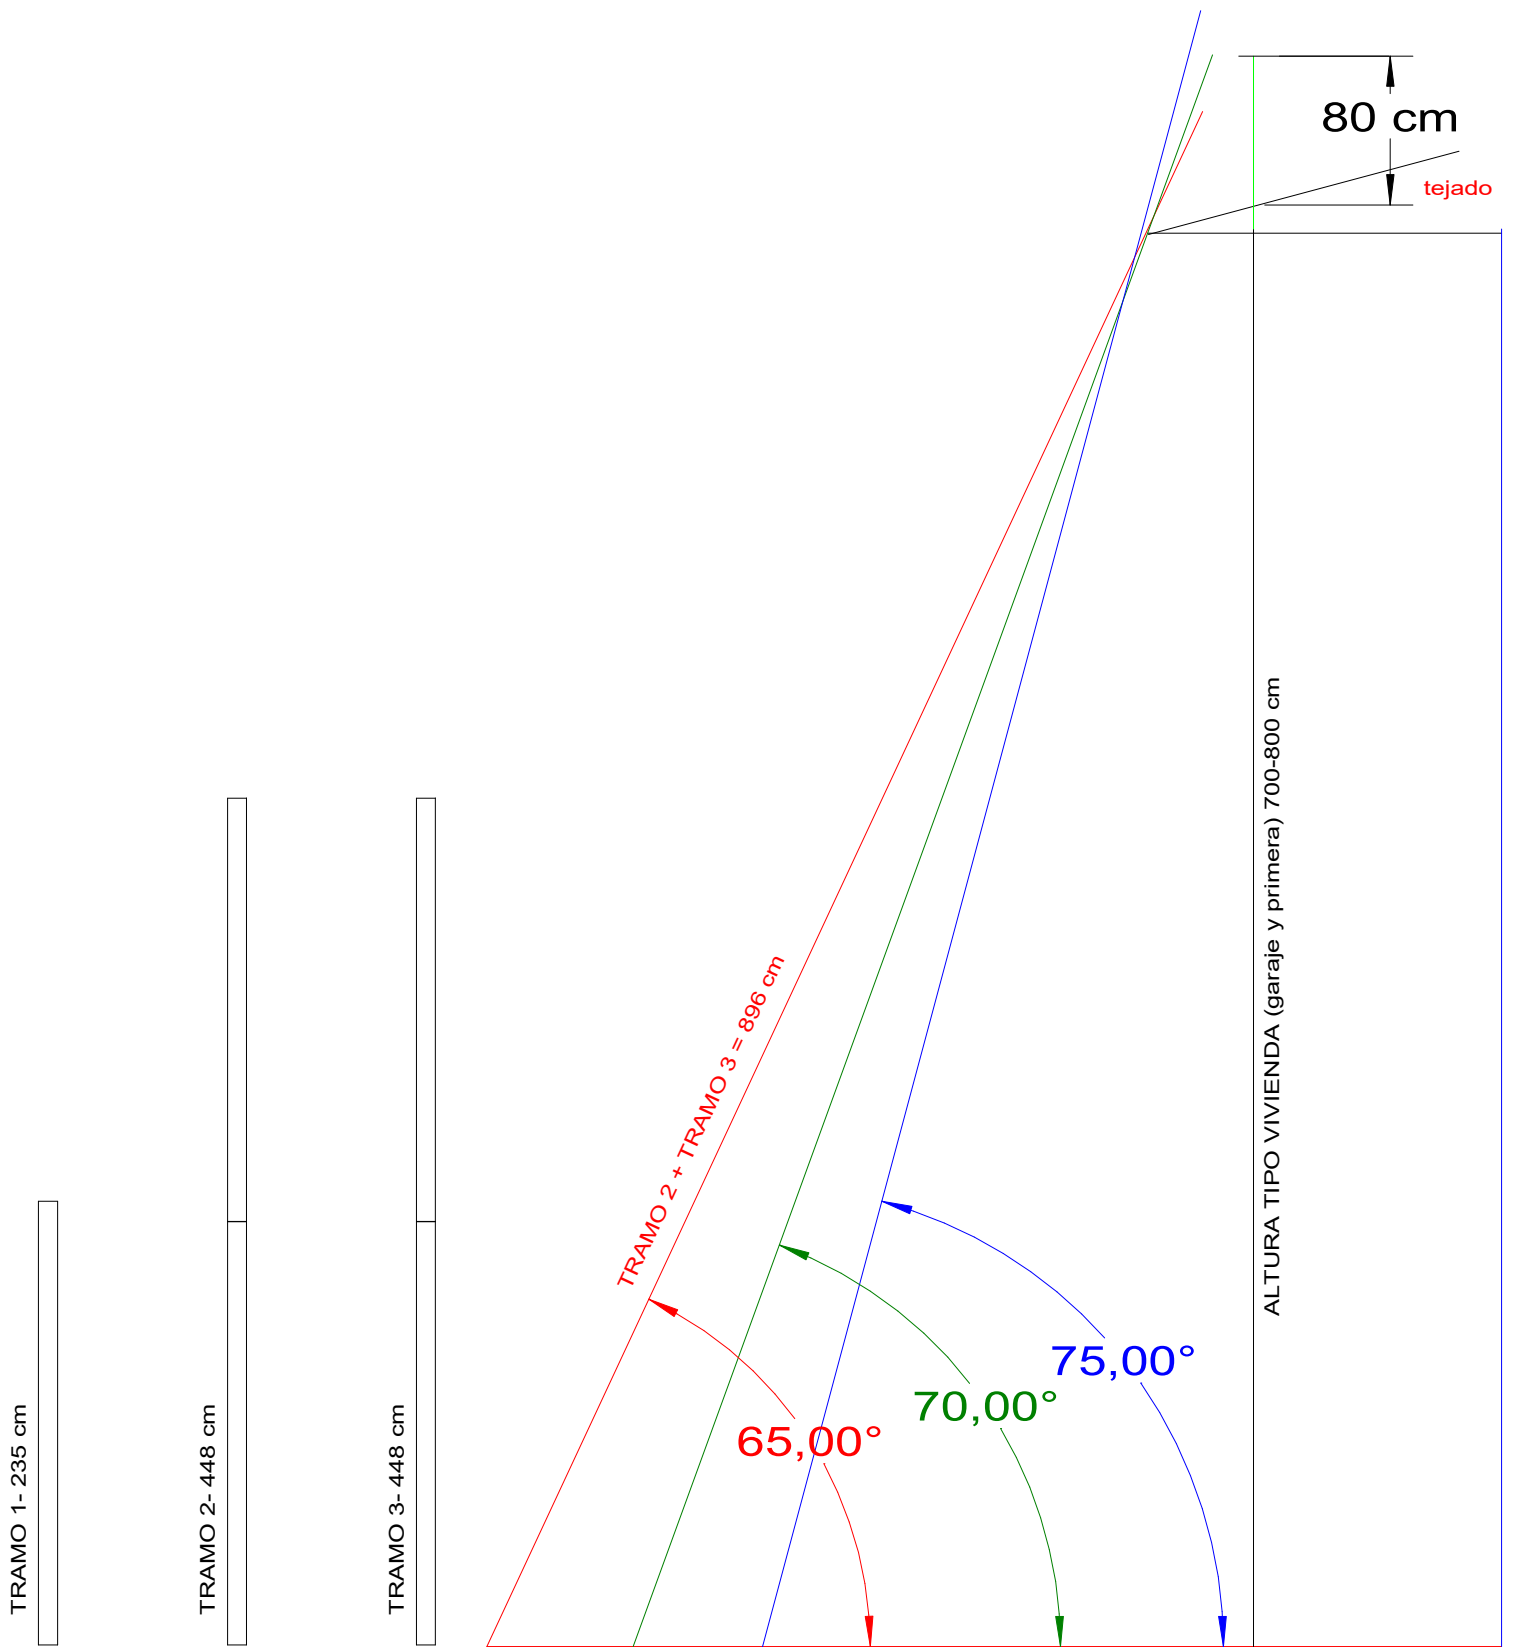 80 cm
tejado
ALTURA TIPO VIVIENDA (garaje y primera) 700-800 cm
TRAMO 2 + TRAMO 3 = 896 cm
75,00°
70,00°
65,00°
TRAMO 1- 235 cm
TRAMO 2- 448 cm
TRAMO 3- 448 cm